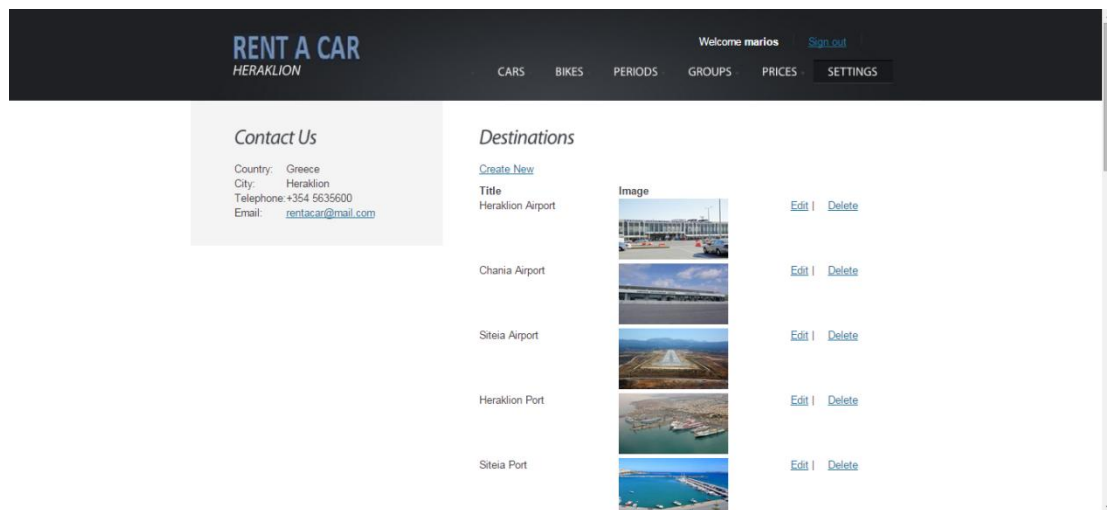 RENT A CAR
HERAKLION
Welcome marios Sign out
CARS BIKES PERIODS GROUPS PRICES SETTINGS
Contact Us
Country: Greece
City: Heraklion
Telephone: +354 5635600
Email: rentacar@mail.com
Destinations
Create New
Title Image
Heraklion Airport Edit | Delete
Chania Airport Edit | Delete
Siteia Airport Edit | Delete
Heraklion Port Edit | Delete
Siteia Port Edit | Delete